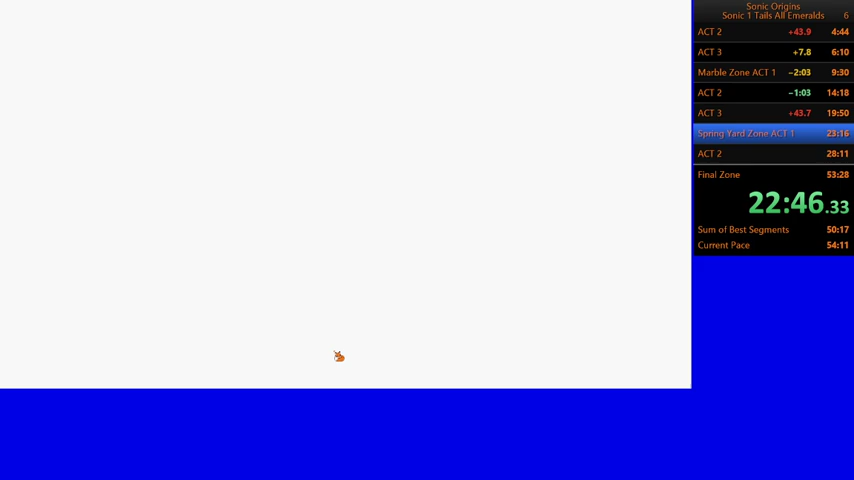 Sonic Origins
Sonic 1 Tails All Emeralds 6
ACT 2 +43.9 4:44
ACT 3 +7.8 6:10
Marble Zone ACT 1 −2:03 9:30
ACT 2 −1:03 14:18
ACT 3 +43.7 19:50
Spring Yard Zone ACT 1 23:16
ACT 2 28:11
Final Zone 53:28
22:46.33
Sum of Best Segments 50:17
Current Pace 54:11